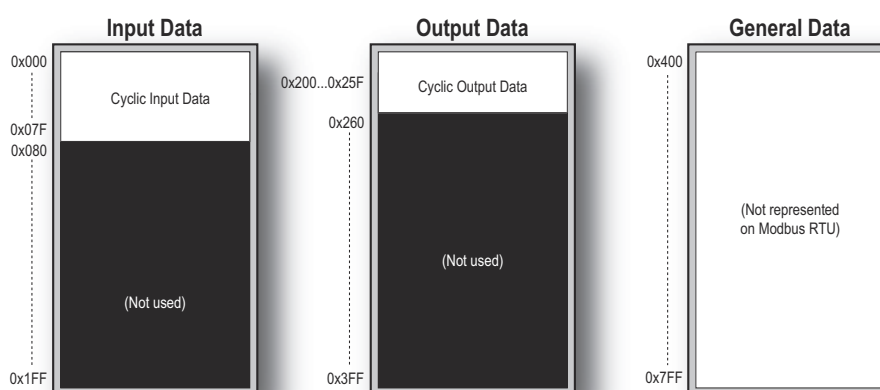 Input Data
0x000
Cyclic Input Data
0x07F
0x080
(Not used)
0x1FF
Output Data
0x200...0x25F
Cyclic Output Data
0x260
(Not used)
0x3FF
General Data
0x400
(Not represented
on Modbus RTU)
0x7FF